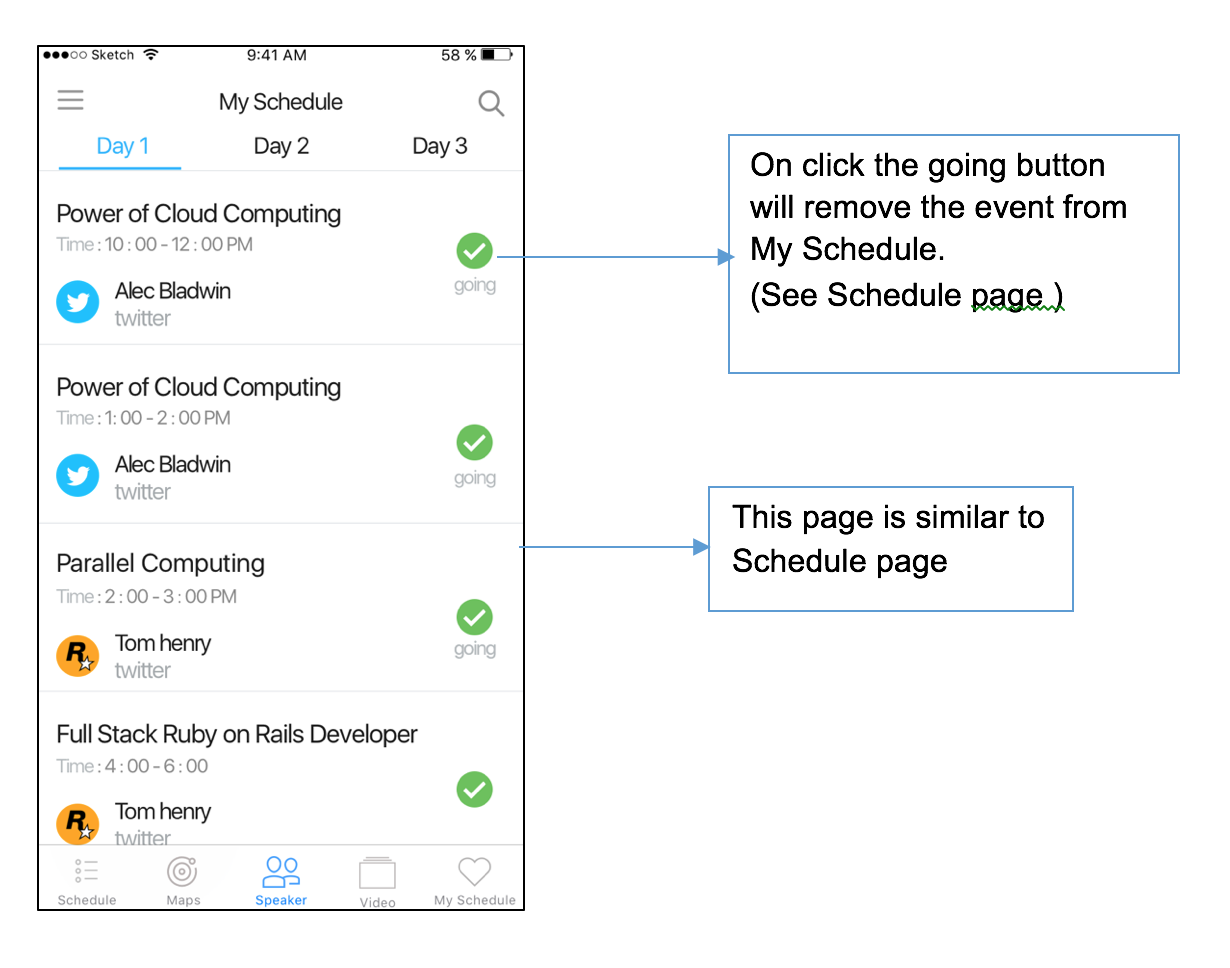 Sketch 9:41 AM 58 %
My Schedule
Day 1 Day 2 Day 3
Power of Cloud Computing
Time : 10 : 00 - 12 : 00 PM
going
Alec Bladwin
twitter
Power of Cloud Computing
Time : 1: 00 - 2 : 00 PM
going
Alec Bladwin
twitter
Parallel Computing
Time : 2 : 00 - 3 : 00 PM
going
R
Tom henry
twitter
Full Stack Ruby on Rails Developer
Time : 4 : 00 - 6 : 00
R
Tom henry
twitter
Schedule Maps Speaker Video My Schedule
On click the going button
will remove the event from
My Schedule.
(See Schedule page )
This page is similar to
Schedule page